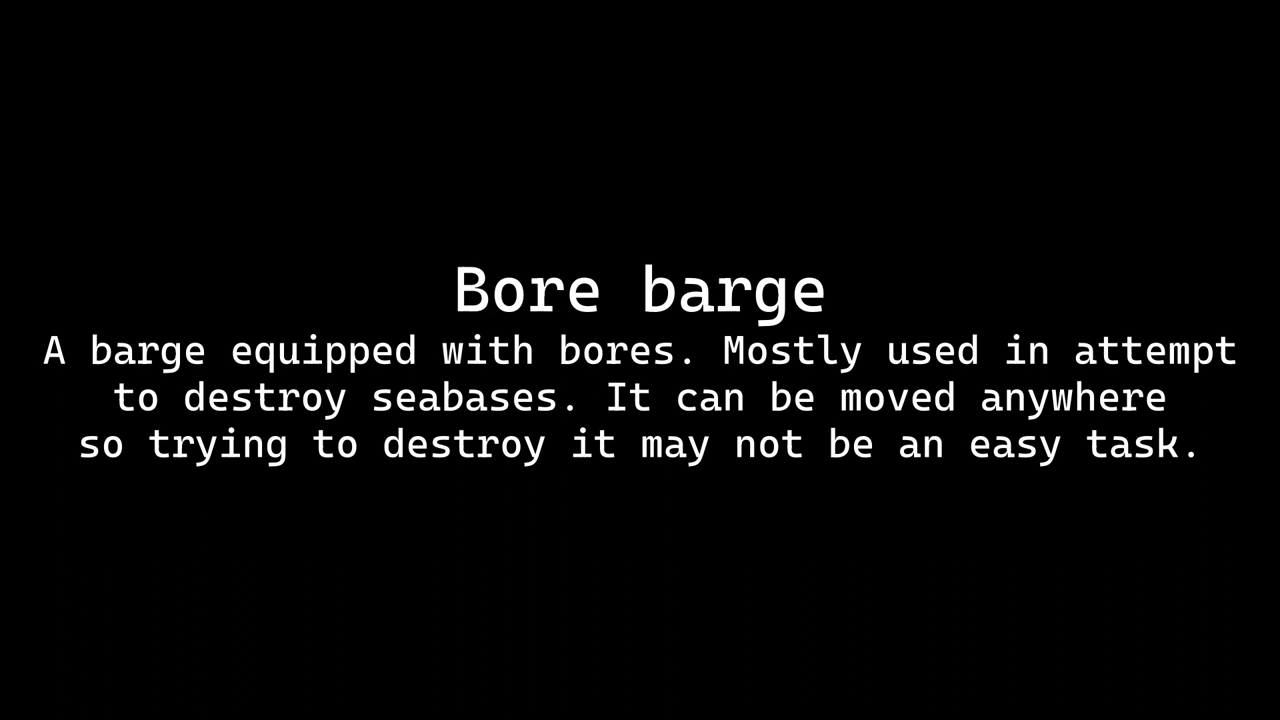 Bore barge
A barge equipped with bores. Mostly used in attempt
to destroy seabases. It can be moved anywhere
so trying to destroy it may not be an easy task.